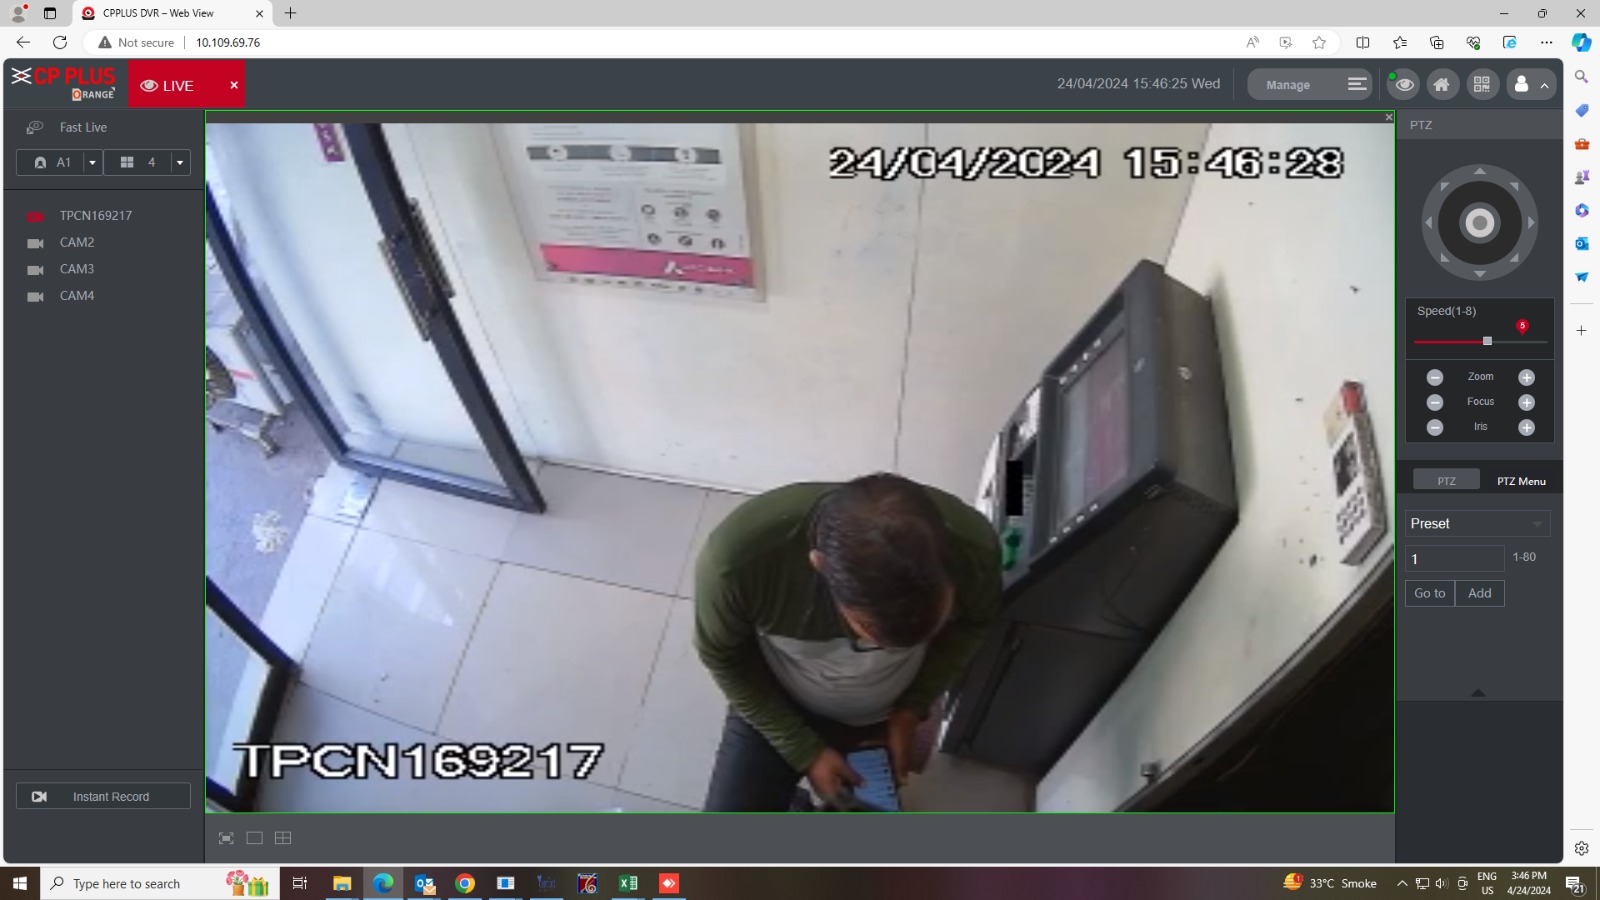 CPPLUS DVR – Web View
Not secure
10.109.69.76
CP PLUS
ORANGE
LIVE
24/04/2024 15:46:25 Wed
Manage
Fast Live
A1
4
TPCN169217
CAM2
CAM3
CAM4
Instant Record
24/04/2024 15:46:28
TPCN169217
PTZ
Speed(1-8)
5
Zoom
Focus
Iris
PTZ
PTZ Menu
Preset
1
1-80
Go to
Add
Type here to search
33°C Smoke
ENG
US
3:46 PM
4/24/2024
21